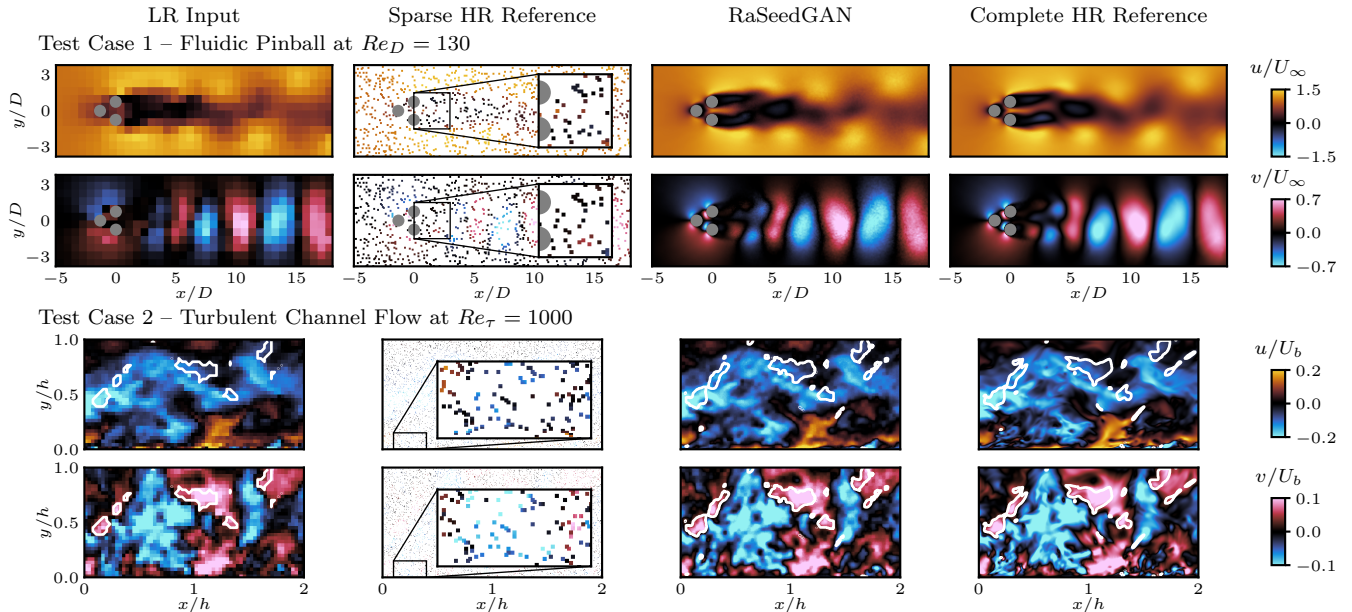 LR Input Sparse HR Reference RaSeedGAN Complete HR Reference
Test Case 1 – Fluidic Pinball at Re_D = 130
u/U_∞
3
0
−3
y/D
1.5
0.0
−1.5
v/U_∞
3
0
−3
y/D
0.7
0.0
−0.7
−5 0 5 10 15 −5 0 5 10 15 −5 0 5 10 15 −5 0 5 10 15
x/D x/D x/D x/D
Test Case 2 – Turbulent Channel Flow at Re_τ = 1000
u/U_b
1.0
0.5
0.0
y/h
0.2
0.0
−0.2
v/U_b
1.0
0.5
0.0
y/h
0.1
0.0
−0.1
0 1 2 0 1 2 0 1 2 0 1 2
x/h x/h x/h x/h